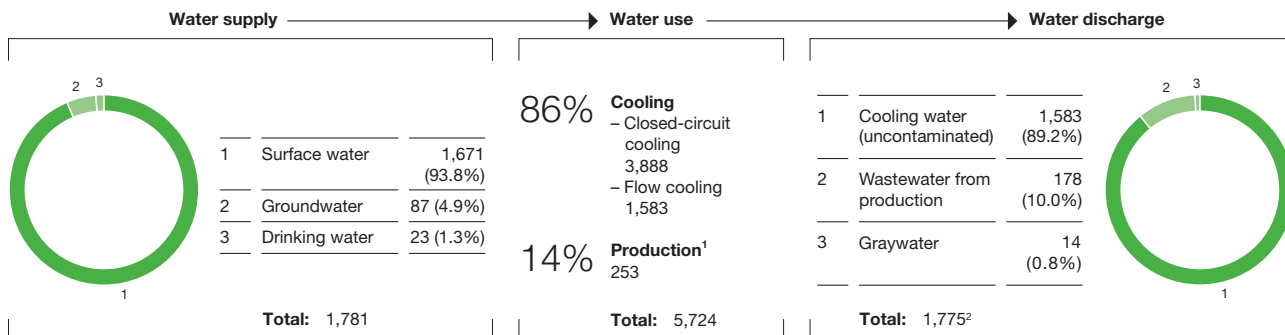 Water supply
Water use
Water discharge
2
3
1
1 Surface water 1,671
(93.8%)
2 Groundwater 87 (4.9%)
3 Drinking water 23 (1.3%)
Total: 1,781
86% Cooling
– Closed-circuit
cooling
3,888
– Flow cooling
1,583
14% Production¹
253
Total: 5,724
1 Cooling water 1,583
(uncontaminated) (89.2%)
2 Wastewater from 178
production (10.0%)
3 Graywater 14
(0.8%)
Total: 1,775²
2
3
1